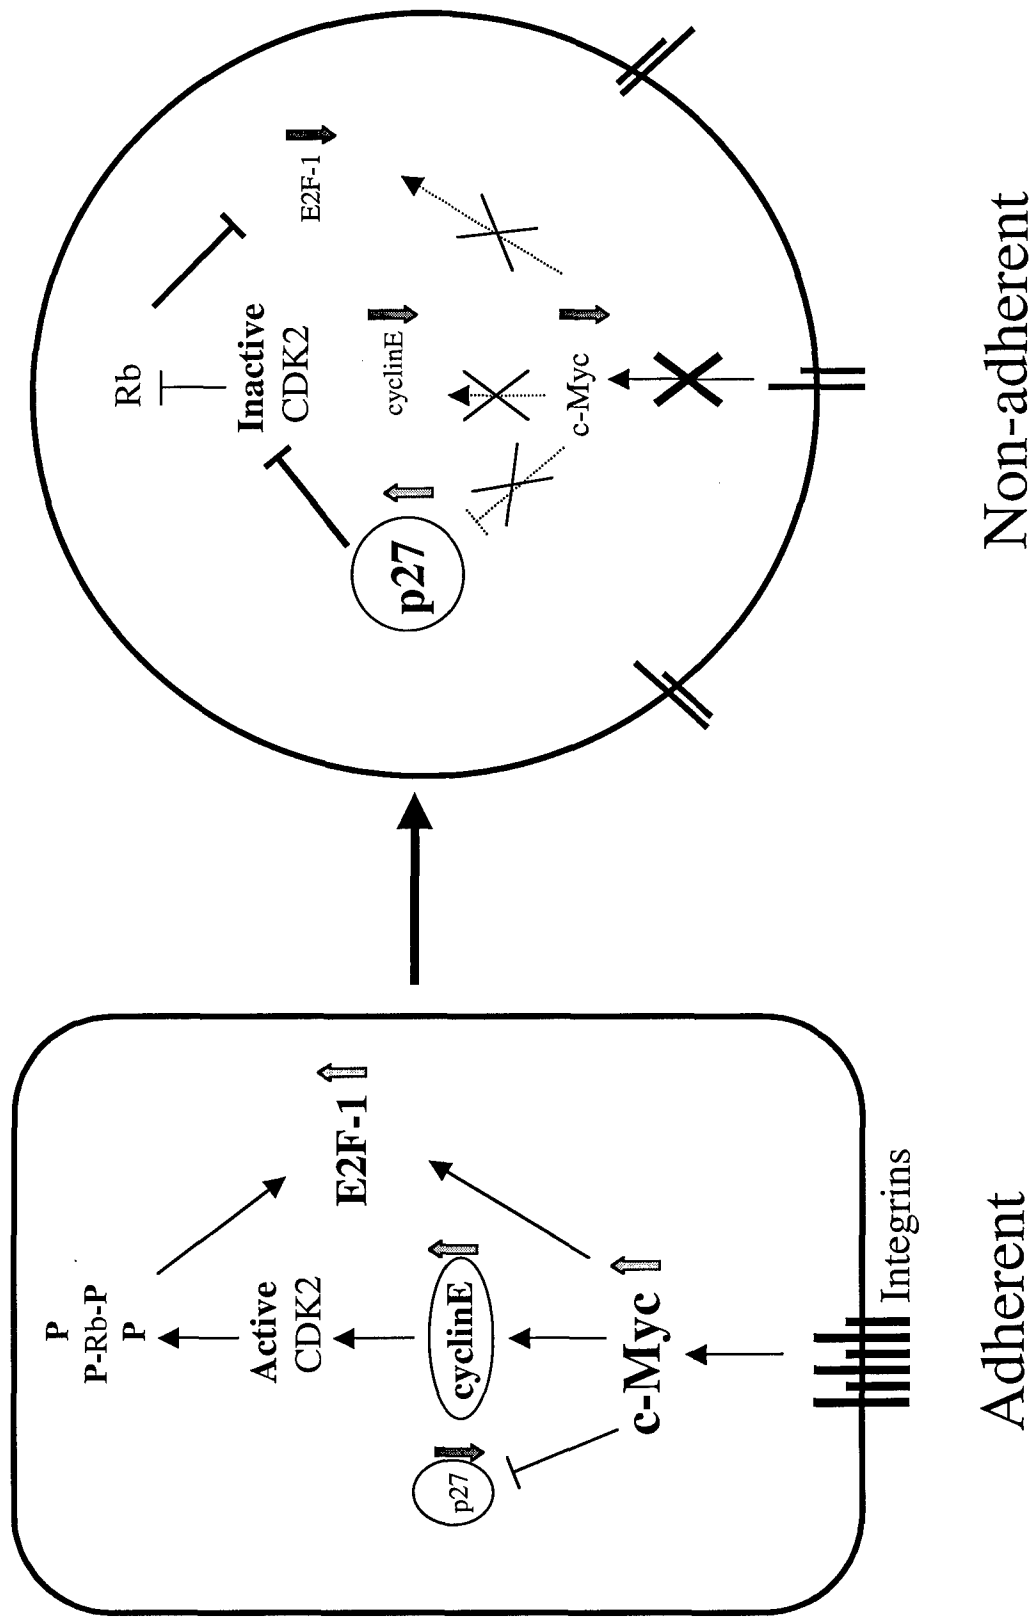 P
P-Rb-P
P
Active
CDK2
E2F-1
cyclinE
p27
c-Myc
Integrins
Adherent
Rb
Inactive
CDK2
E2F-1
cyclinE
p27
c-Myc
Non-adherent